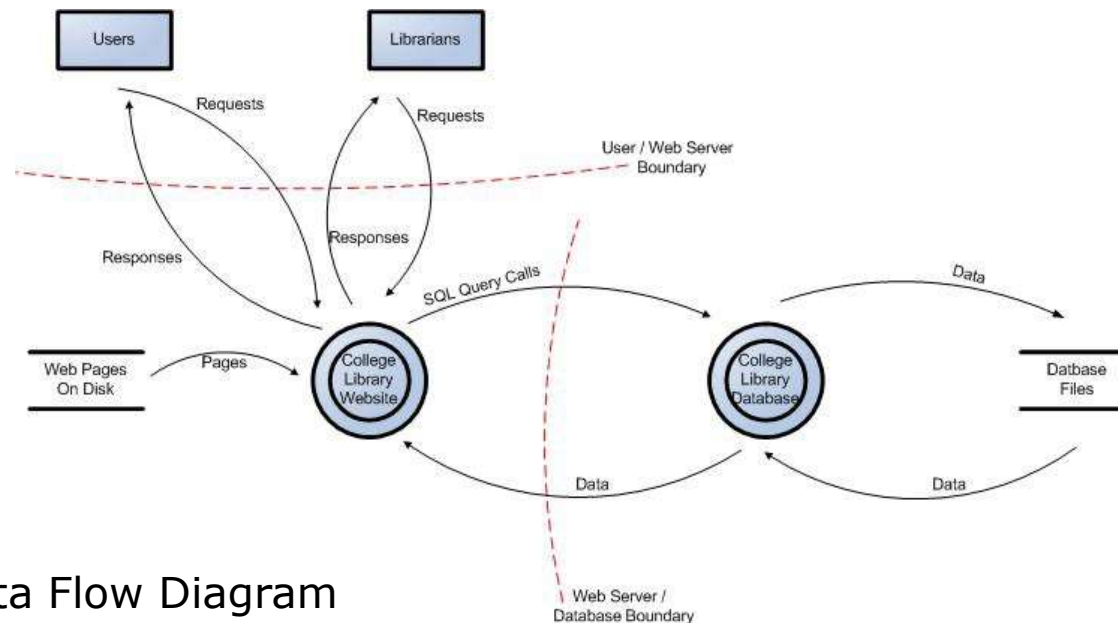 Users
Librarians
Requests
Requests
User / Web Server
Boundary
Responses
Responses
SQL Query Calls
Data
Web Pages
On Disk
Pages
College
Library
Website
College
Library
Database
Datbase
Files
Data
Data
ta Flow Diagram
Web Server /
Database Boundary